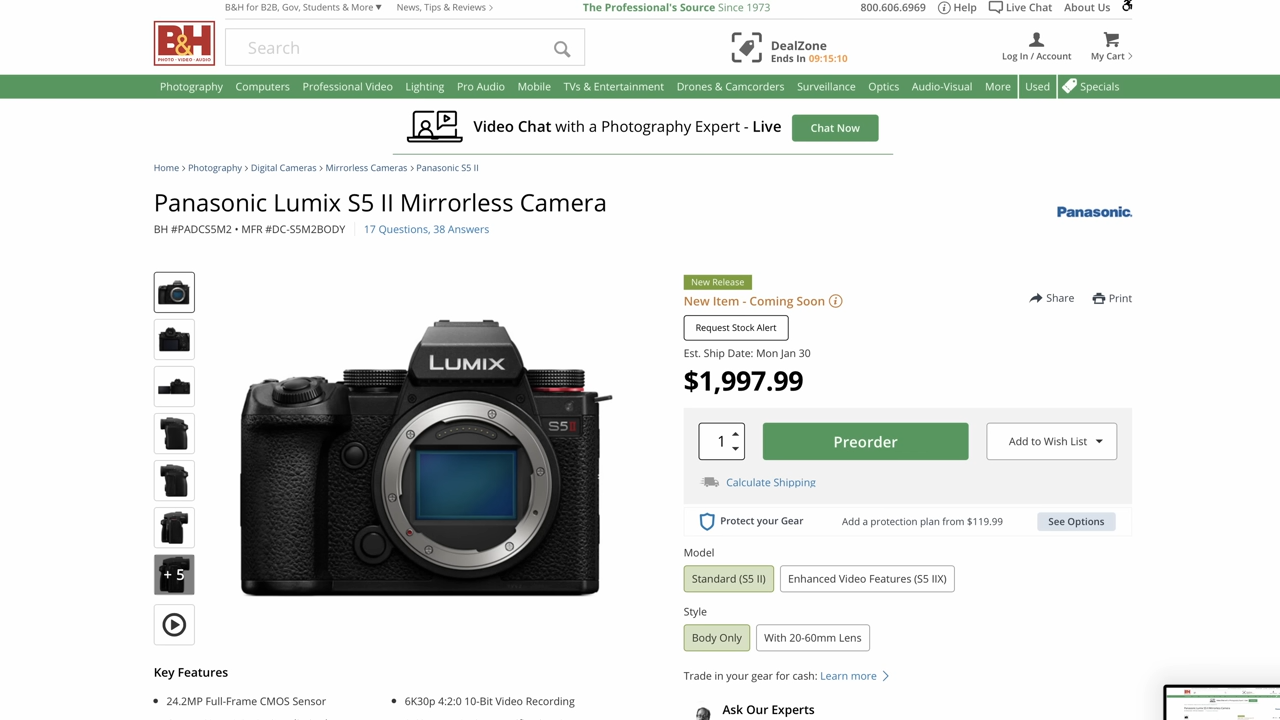 B&H for B2B, Gov, Students & More ▼ News, Tips & Reviews >
The Professional's Source Since 1973
800.606.6969 Help Live Chat About Us
B&H
PHOTO · VIDEO · AUDIO
Search
DealZone
Ends In 09:15:10
Log In / Account
My Cart >
Photography Computers Professional Video Lighting Pro Audio Mobile TVs & Entertainment Drones & Camcorders Surveillance Optics Audio-Visual More Used Specials
Video Chat with a Photography Expert - Live Chat Now
Home > Photography > Digital Cameras > Mirrorless Cameras > Panasonic S5 II
Panasonic Lumix S5 II Mirrorless Camera
Panasonic
BH #PADCS5M2 • MFR #DC-S5M2BODY 17 Questions, 38 Answers
LUMIX
S5II
+ 5
New Release
New Item - Coming Soon
Share Print
Request Stock Alert
Est. Ship Date: Mon Jan 30
$1,997.99
1 Preorder Add to Wish List
Calculate Shipping
Protect your Gear Add a protection plan from $119.99 See Options
Model
Standard (S5 II) Enhanced Video Features (S5 IIX)
Style
Body Only With 20-60mm Lens
Trade in your gear for cash: Learn more >
Ask Our Experts
Key Features
• 24.2MP Full-Frame CMOS Sensor
• 6K30p 4:2:0 10-Bit Video recording